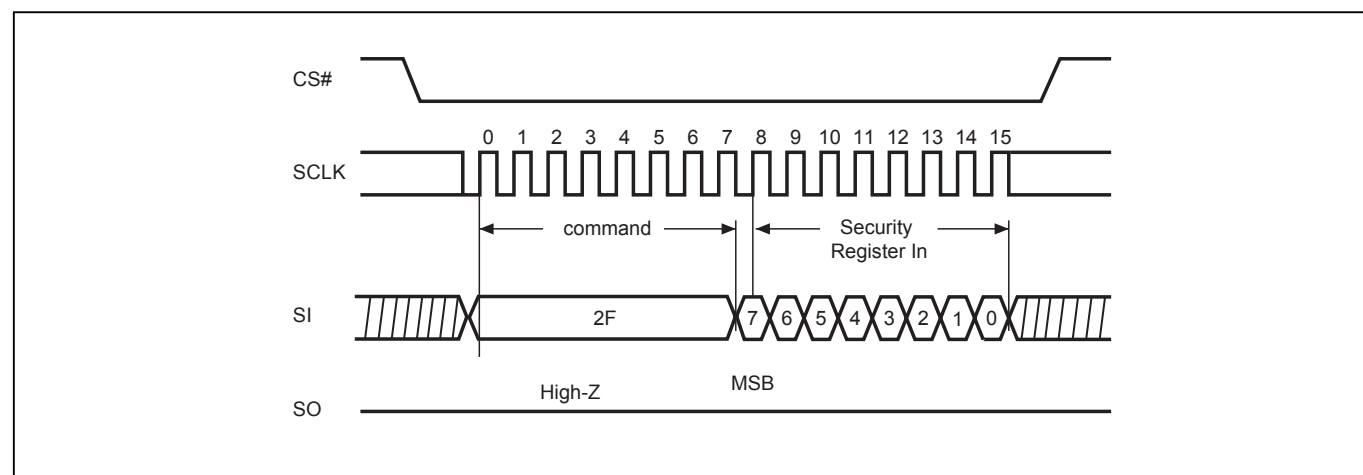 CS#
0 1 2 3 4 5 6 7 8 9 10 11 12 13 14 15
SCLK
command
Security
Register In
SI
2F
7 6 5 4 3 2 1 0
High-Z
MSB
SO